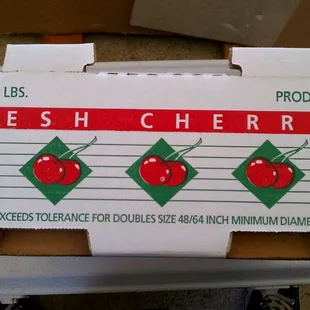 LBS. PROD
ESH CHERR
XCEEDS TOLERANCE FOR DOUBLES SIZE 48/64 INCH MINIMUM DIAME